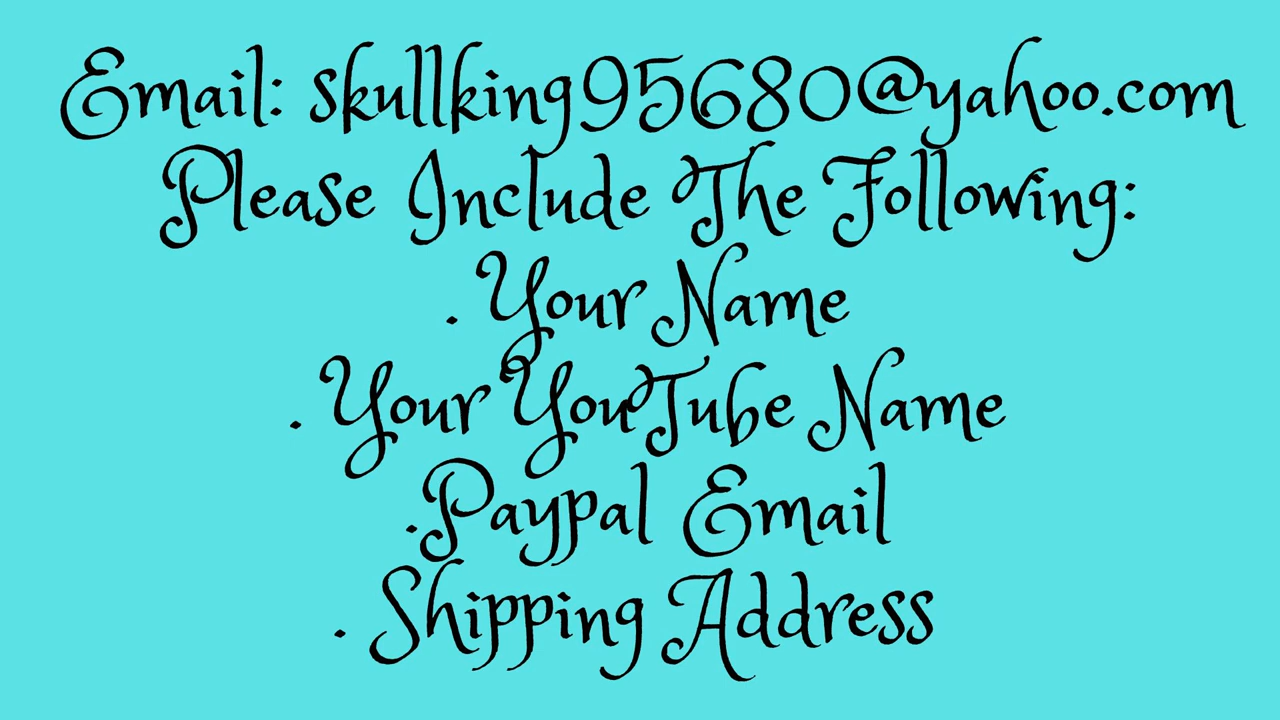 Email: skullking95680@yahoo.com
Please Include The Following:
. Your Name
. Your YouTube Name
.Paypal Email
. Shipping Address